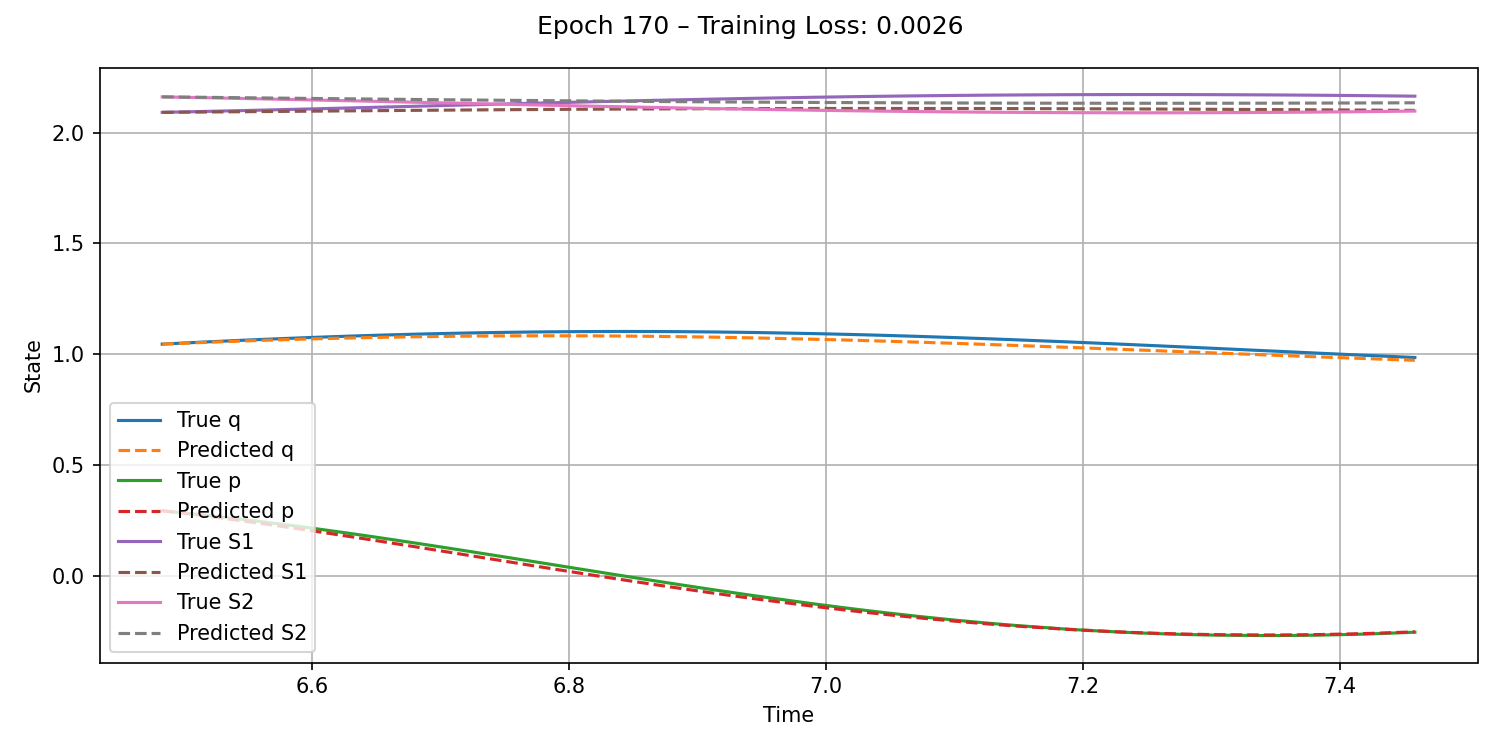 Epoch 170 – Training Loss: 0.0026
State
2.0
1.5
1.0
0.5
0.0
True q
Predicted q
True p
Predicted p
True S1
Predicted S1
True S2
Predicted S2
6.6
6.8
7.0
7.2
7.4
Time